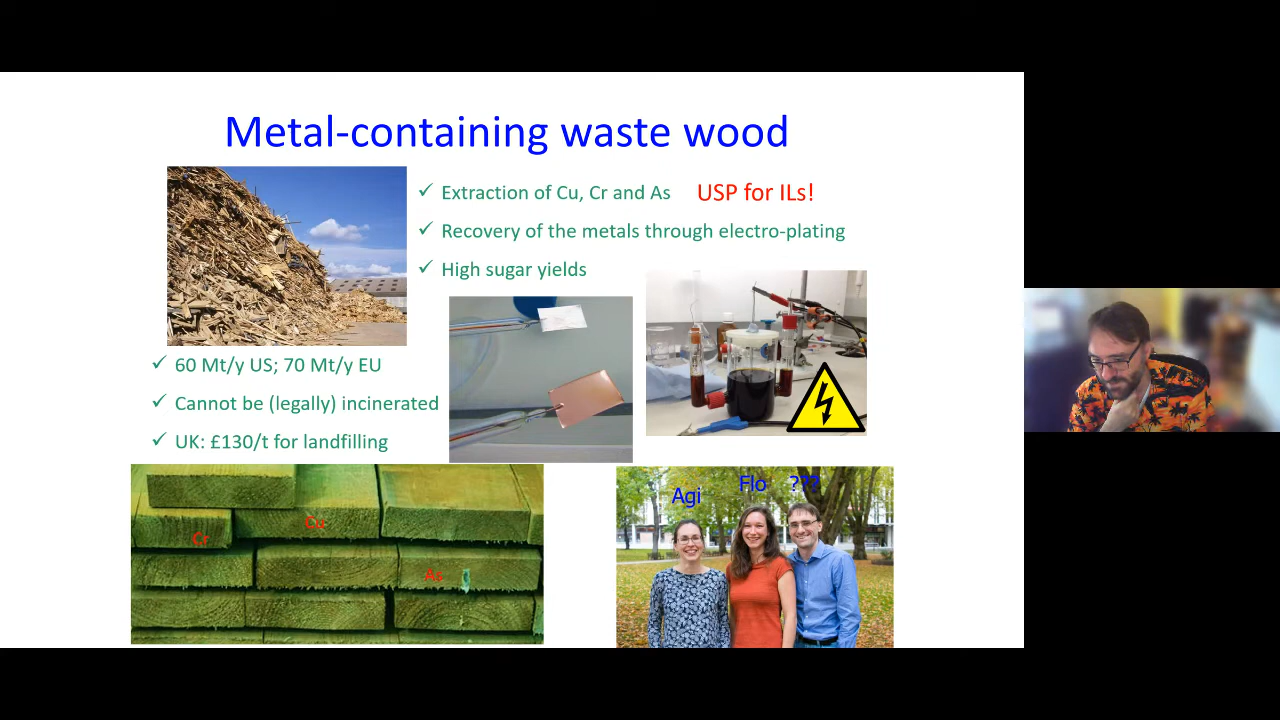 Metal-containing waste wood
✓ Extraction of Cu, Cr and As
USP for ILs!
✓ Recovery of the metals through electro-plating
✓ High sugar yields
✓ 60 Mt/y US; 70 Mt/y EU
✓ Cannot be (legally) incinerated
✓ UK: £130/t for landfilling
Cu
Cr
As
Agi
Flo
???